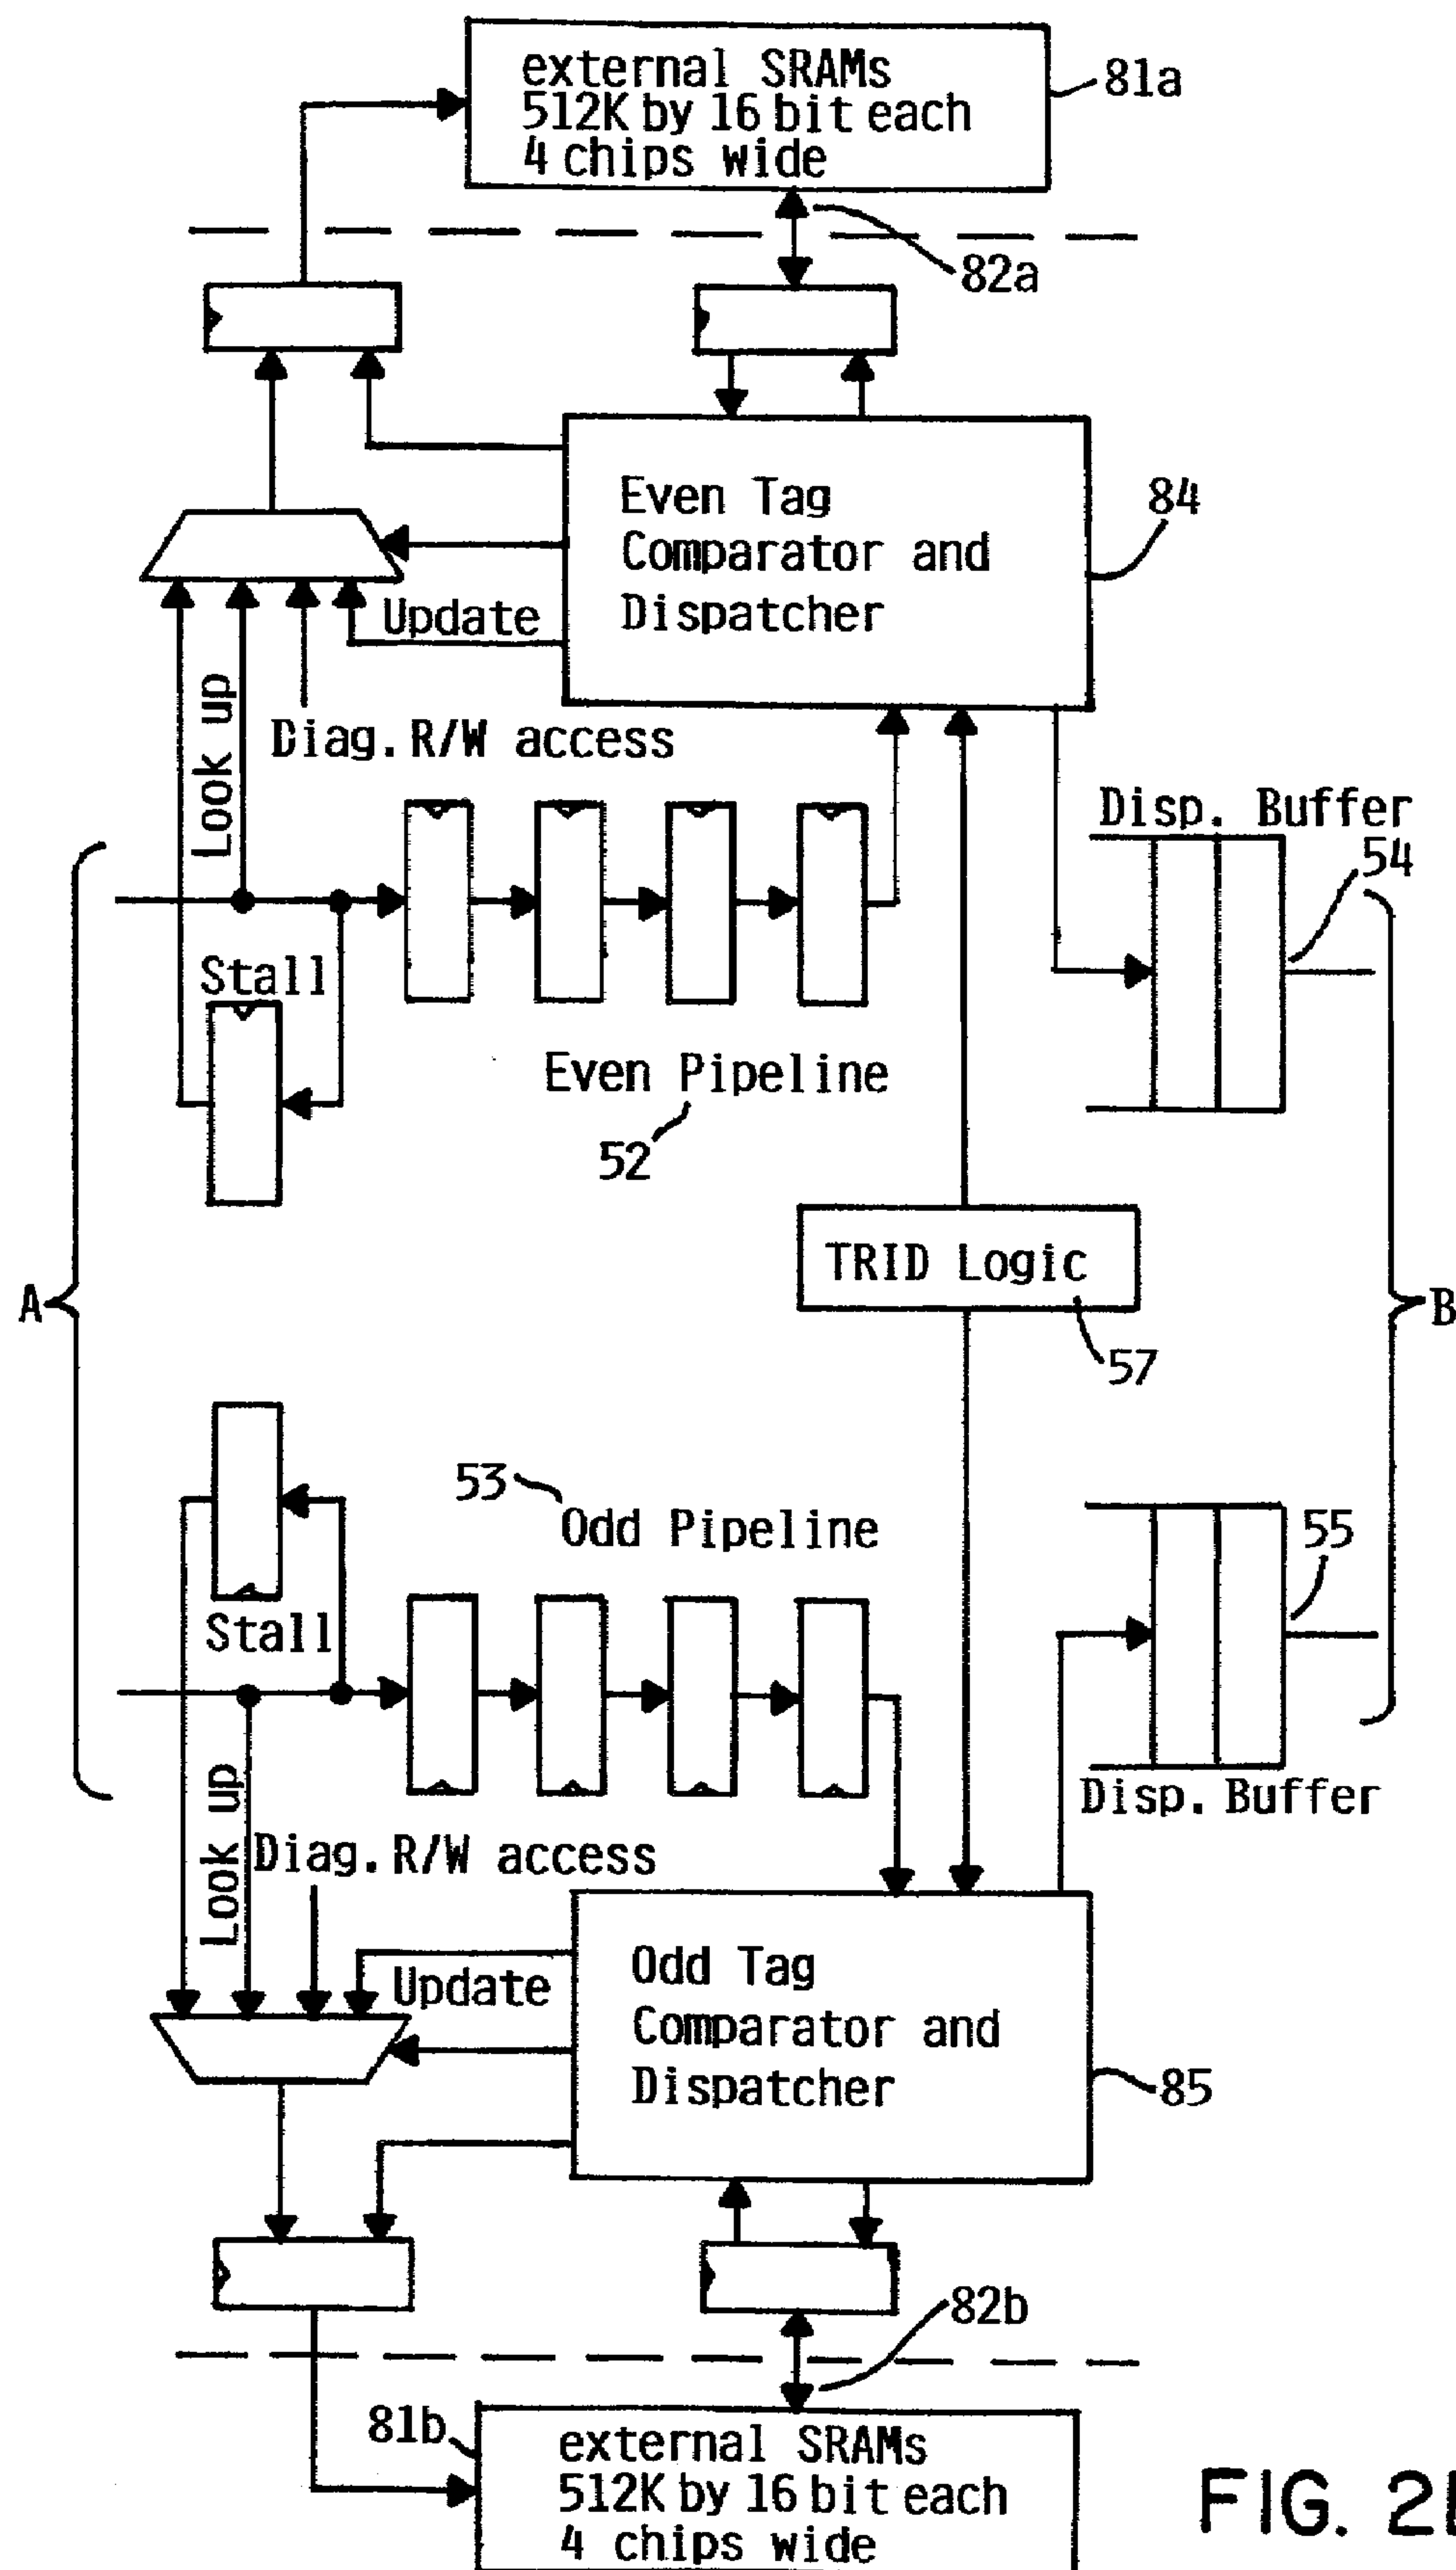 external SRAMs
512K by 16 bit each
4 chips wide
81a
82a
Even Tag
Comparator and
Dispatcher
84
Update
Look up
Diag.R/W access
Disp. Buffer
54
Stall
Even Pipeline
52
A
TRID Logic
B
57
53
Odd Pipeline
55
Stall
Disp. Buffer
Look up
Diag.R/W access
Update
Odd Tag
Comparator and
Dispatcher
85
82b
81b
external SRAMs
512K by 16 bit each
4 chips wide
FIG. 2